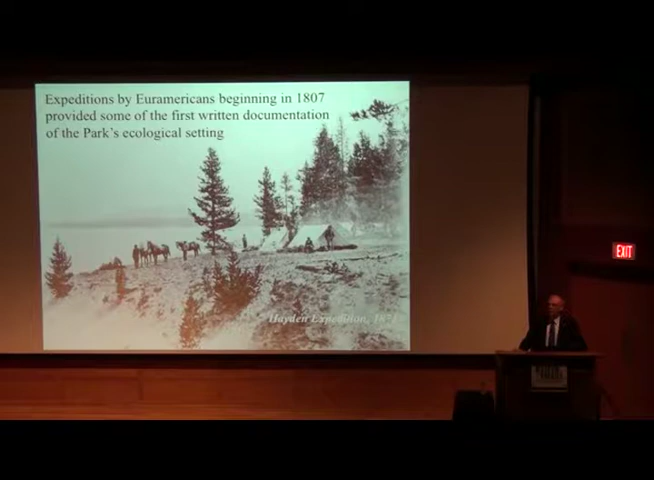 Expeditions by Euramericans beginning in 1807
provided some of the first written documentation
of the Park's ecological setting
Hayden Expedition, 1871
EXIT